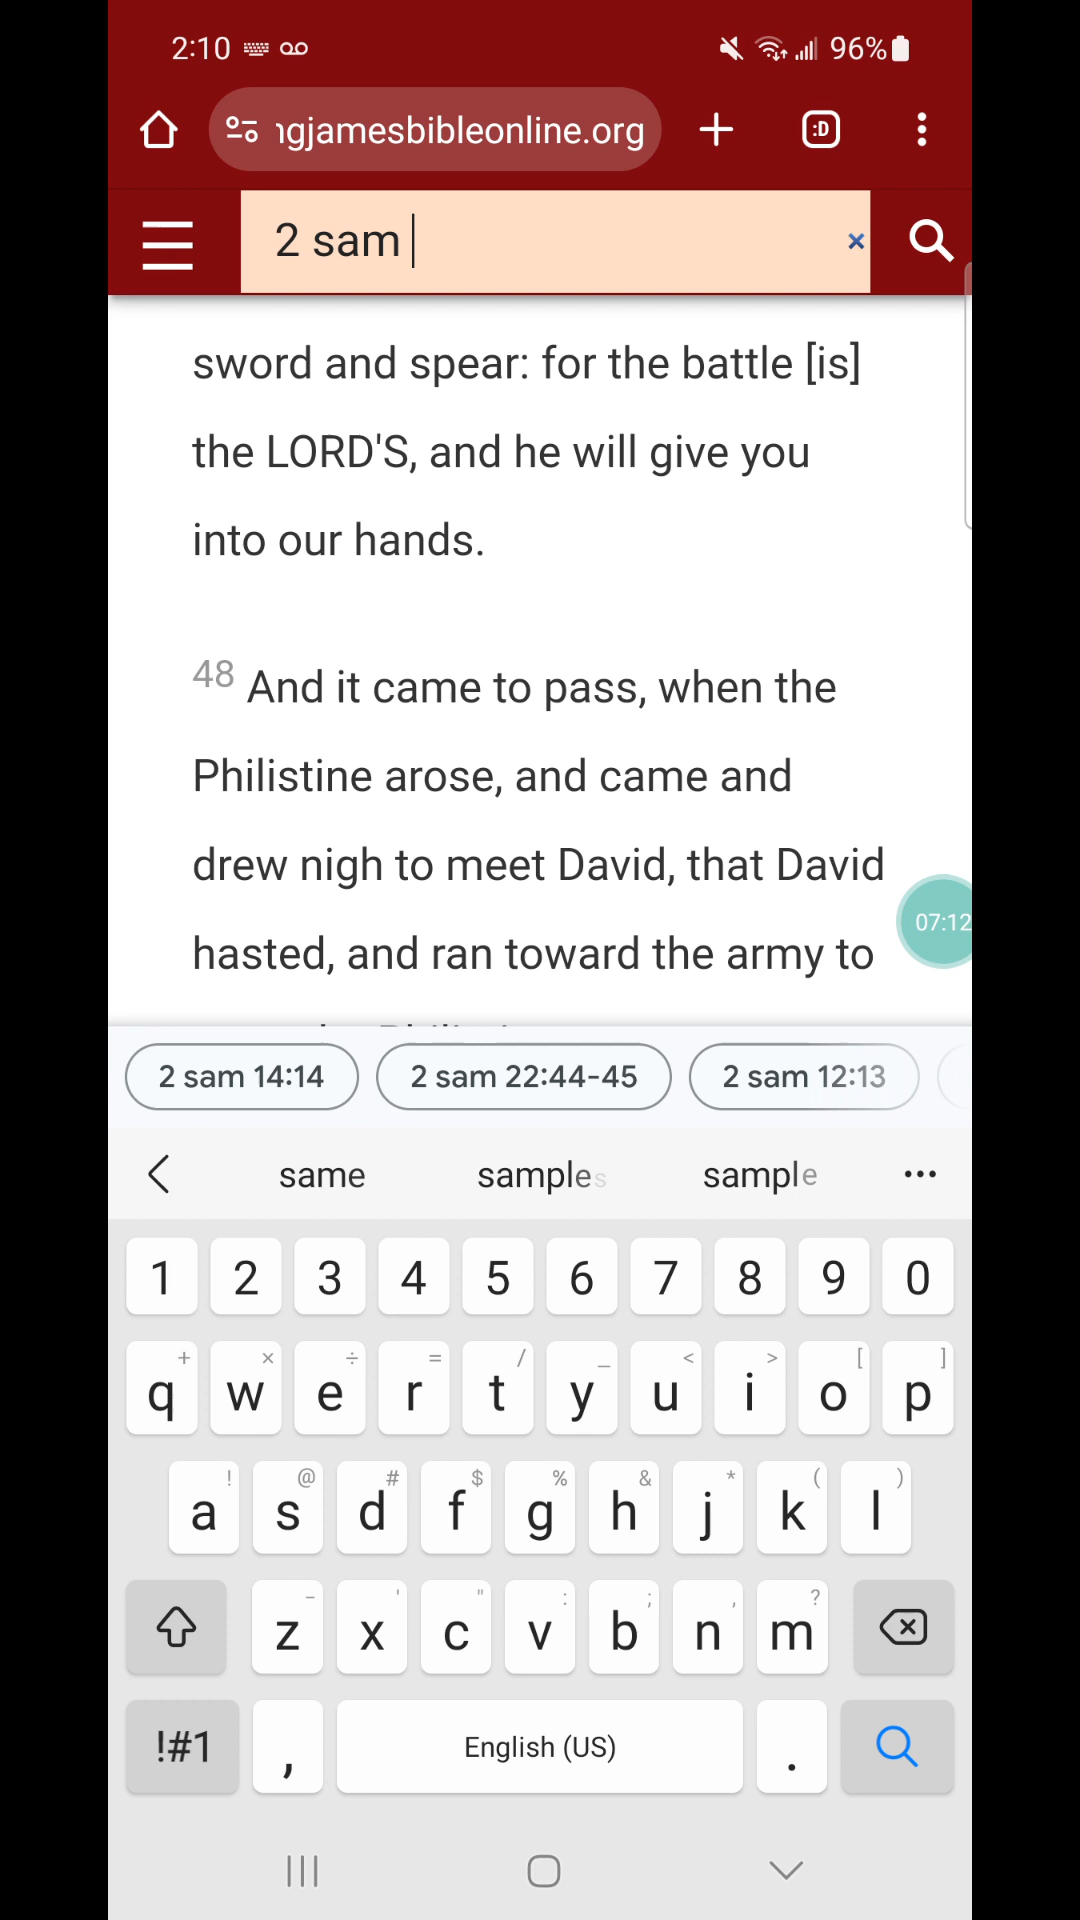 2:10 96%
ngjamesbibleonline.org :D
2 sam ×
sword and spear: for the battle [is]
the LORD'S, and he will give you
into our hands.
48 And it came to pass, when the
Philistine arose, and came and
drew nigh to meet David, that David
hasted, and ran toward the army to
07:12
2 sam 14:14 2 sam 22:44-45 2 sam 12:13
same samples sample ...
1 2 3 4 5 6 7 8 9 0
+ × ÷ = / _ < > [ ]
q w e r t y u i o p
! @ # $ % & * ( )
a s d f g h j k l
- ' " : ; , ?
z x c v b n m
!#1 , English (US) .